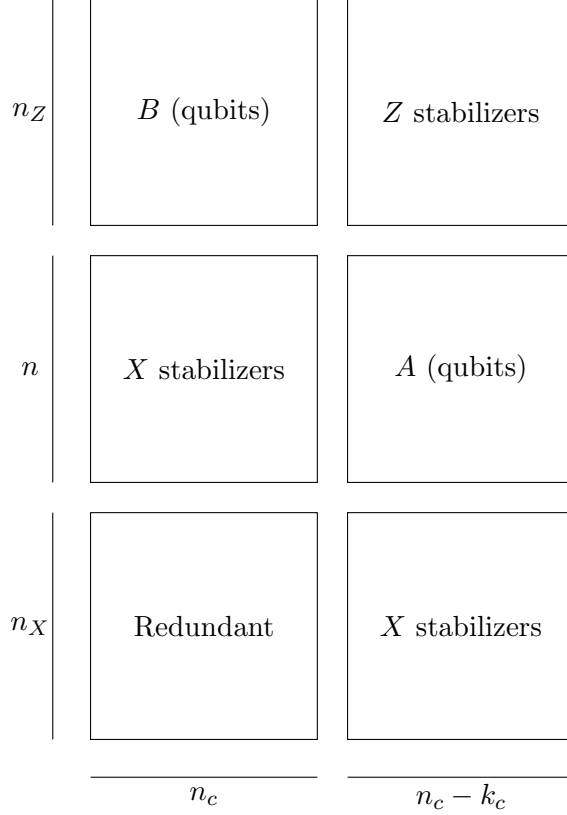 $n_Z$ $B$ (qubits) $Z$ stabilizers
$n$ $X$ stabilizers $A$ (qubits)
$n_X$ Redundant $X$ stabilizers
$n_c$ $n_c - k_c$